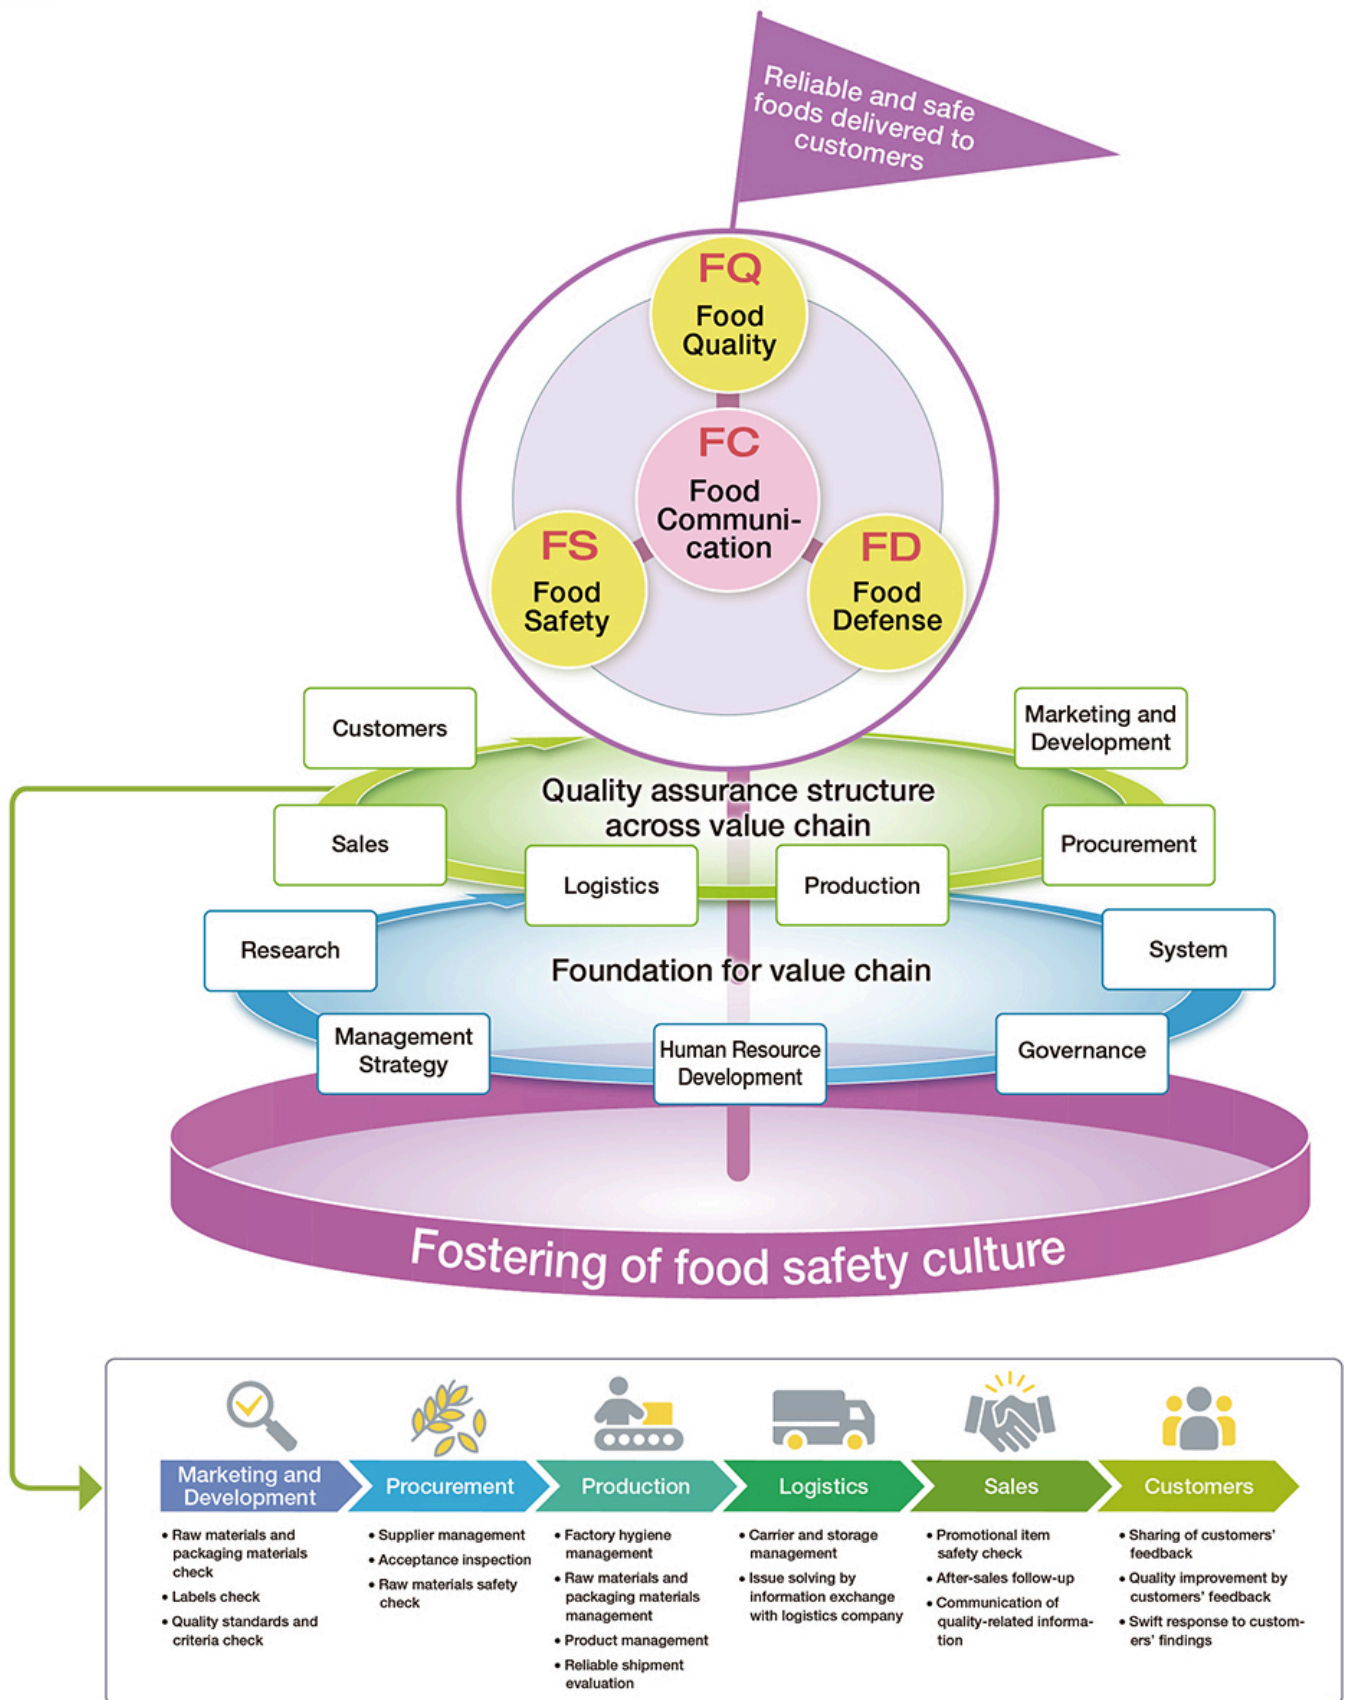 Reliable and safe
foods delivered to
customers
FQ
Food
Quality
FC
Food
Communi-
cation
FS
Food
Safety
FD
Food
Defense
Customers
Marketing and
Development
Quality assurance structure
across value chain
Sales
Procurement
Logistics
Production
Research
System
Foundation for value chain
Management
Strategy
Human Resource
Development
Governance
Fostering of food safety culture
Marketing and
Development
• Raw materials and
packaging materials
check
• Labels check
• Quality standards and
criteria check
Procurement
• Supplier management
• Acceptance inspection
• Raw materials safety
check
Production
• Factory hygiene
management
• Raw materials and
packaging materials
management
• Product management
• Reliable shipment
evaluation
Logistics
• Carrier and storage
management
• Issue solving by
information exchange
with logistics company
Sales
• Promotional item
safety check
• After-sales follow-up
• Communication of
quality-related informa-
tion
Customers
• Sharing of customers’
feedback
• Quality improvement by
customers’ feedback
• Swift response to custom-
ers’ findings